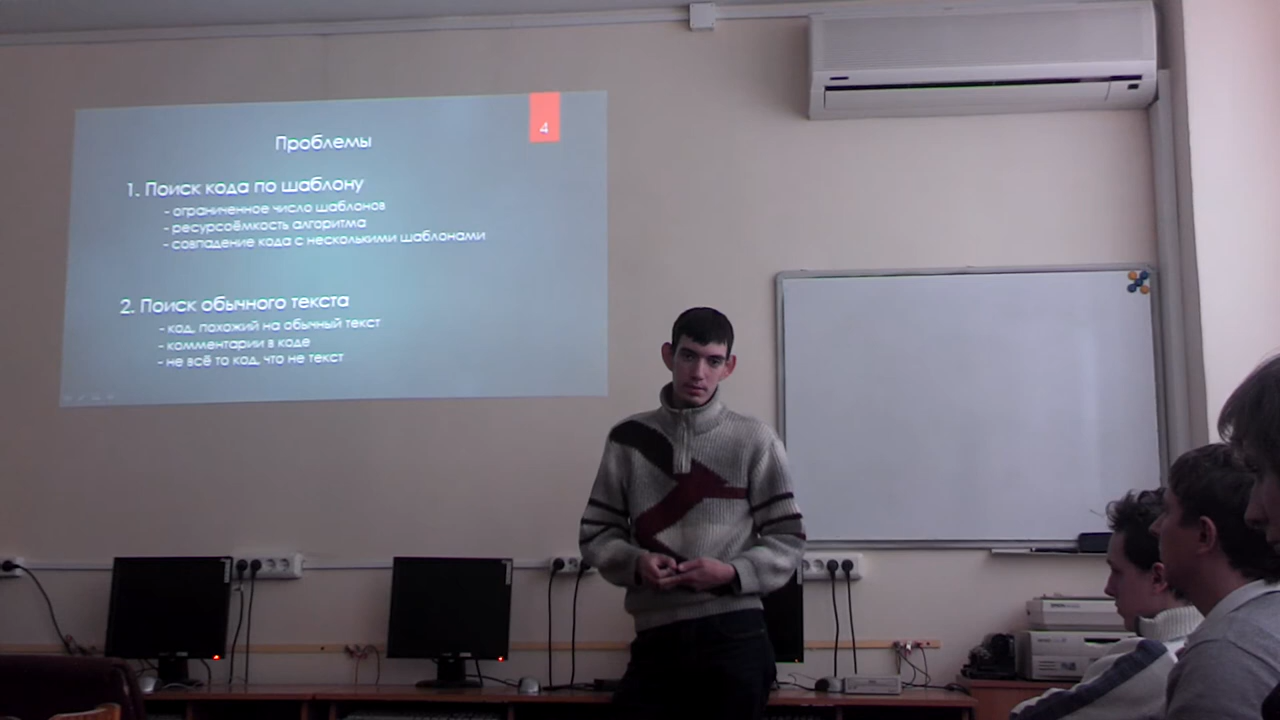 4
Проблемы
1. Поиск кода по шаблону
- ограниченное число шаблонов
- ресурсоёмкость алгоритма
- совпадение кода с несколькими шаблонами
2. Поиск обычного текста
- код, похожий на обычный текст
- комментарии в коде
- не всё то код, что не текст